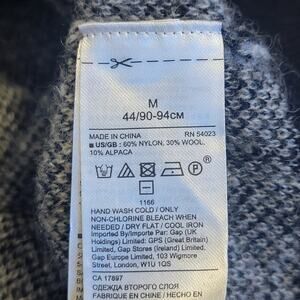 M
44/90-94см
MADE IN CHINA RN 54023
■ US/GB : 60% NYLON, 30% WOOL,
10% ALPACA
P
1166
HAND WASH COLD / ONLY
NON-CHLORINE BLEACH WHEN
NEEDED / DRY FLAT / COOL IRON
Imported By/Importe Par: Gap (UK
Holdings) Limited: GPS (Great Britain)
Limited, Gap Stores (Ireland) Limited,
Gap Europe Limited, 103 Wigmore
Street, London, W1U 1QS
CA 17897
ОДЕЖДА ВТОРОГО СЛОЯ
FABRIQUE EN CHINE / HECHO EN